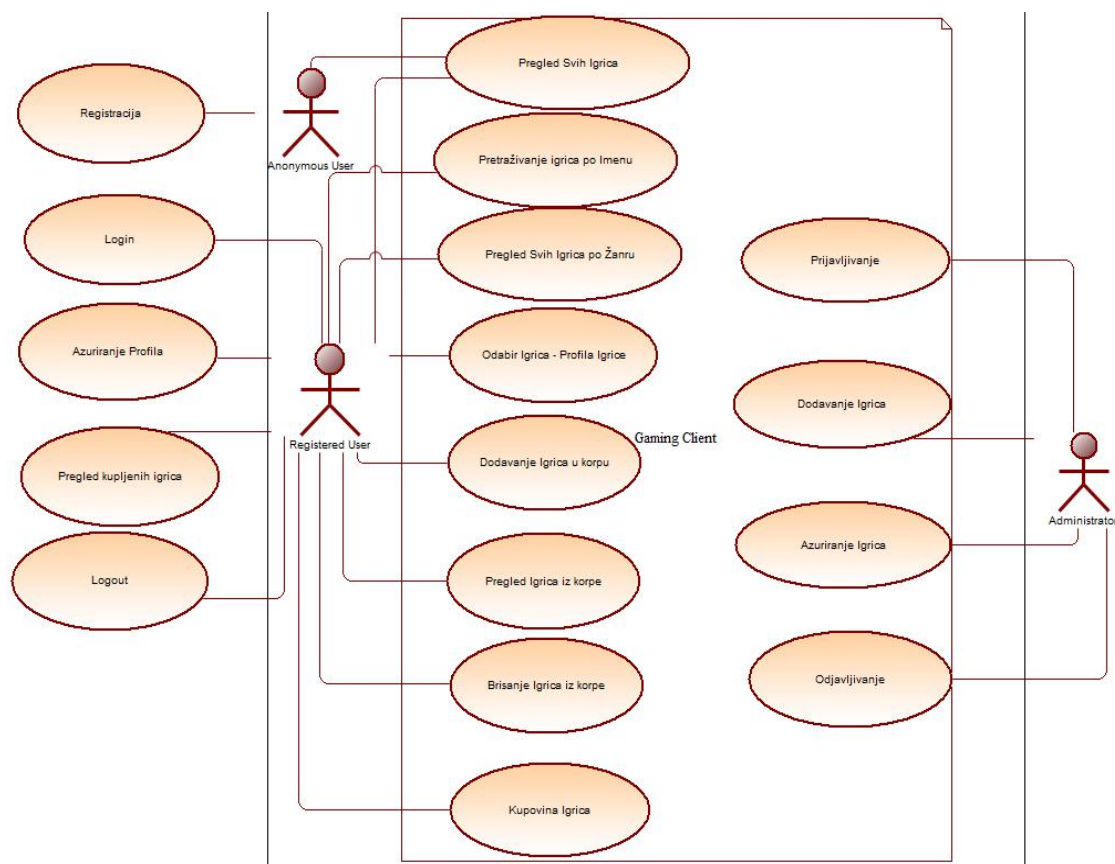 Pregled Svih Igrica
Registracija
Anonymous User
Pretraživanje igrica po Imenu
Login
Pregled Svih Igrica po Žanru
Prijavljivanje
Azuriranje Profila
Odabir Igrica - Profila Igrice
Dodavanje Igrica
Registered User
Gaming Client
Dodavanje Igrica u korpu
Pregled kupljenih igrica
Administrator
Azuriranje Igrica
Logout
Pregled Igrica iz korpe
Brisanje Igrica iz korpe
Odjavljivanje
Kupovina Igrica